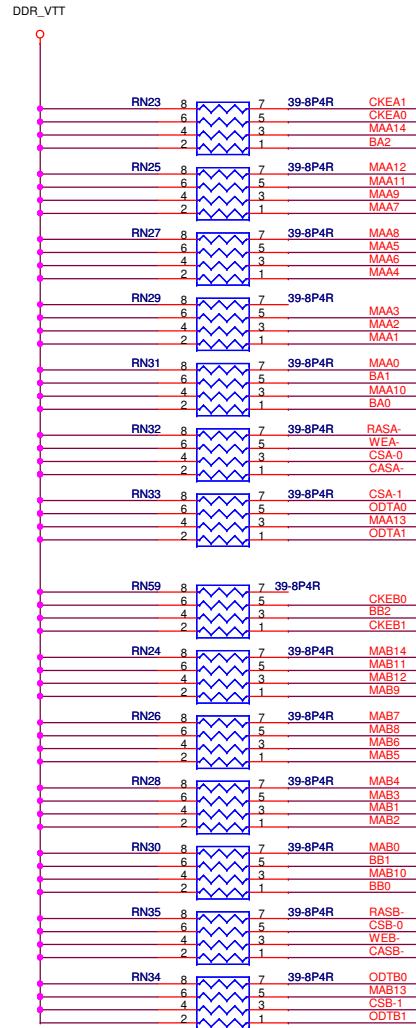 DDR_VTT
RN23 8 7 39-8P4R CKEA1
6 5 CKEA0
4 3 MAA14
2 1 BA2
RN25 8 7 39-8P4R MAA12
6 5 MAA11
4 3 MAA9
2 1 MAA7
RN27 8 7 39-8P4R MAA8
6 5 MAA5
4 3 MAA6
2 1 MAA4
RN29 8 7 39-8P4R
6 5 MAA3
4 3 MAA2
2 1 MAA1
RN31 8 7 39-8P4R MAA0
6 5 BA1
4 3 MAA10
2 1 BA0
RN32 8 7 39-8P4R RASA-
6 5 WEA-
4 3 CSA-0
2 1 CASA-
RN33 8 7 39-8P4R CSA-1
6 5 ODTA0
4 3 MAA13
2 1 ODTA1
RN59 8 7 39-8P4R
6 5 CKEB0
4 3 BB2
2 1 CKEB1
RN24 8 7 39-8P4R MAB14
6 5 MAB11
4 3 MAB12
2 1 MAB9
RN26 8 7 39-8P4R MAB7
6 5 MAB8
4 3 MAB6
2 1 MAB5
RN28 8 7 39-8P4R MAB4
6 5 MAB3
4 3 MAB1
2 1 MAB2
RN30 8 7 39-8P4R MAB0
6 5 BB1
4 3 MAB10
2 1 BB0
RN35 8 7 39-8P4R RASB-
6 5 CSB-0
4 3 WEB-
2 1 CASB-
RN34 8 7 39-8P4R ODTB0
6 5 MAB13
4 3 CSB-1
2 1 ODTB1